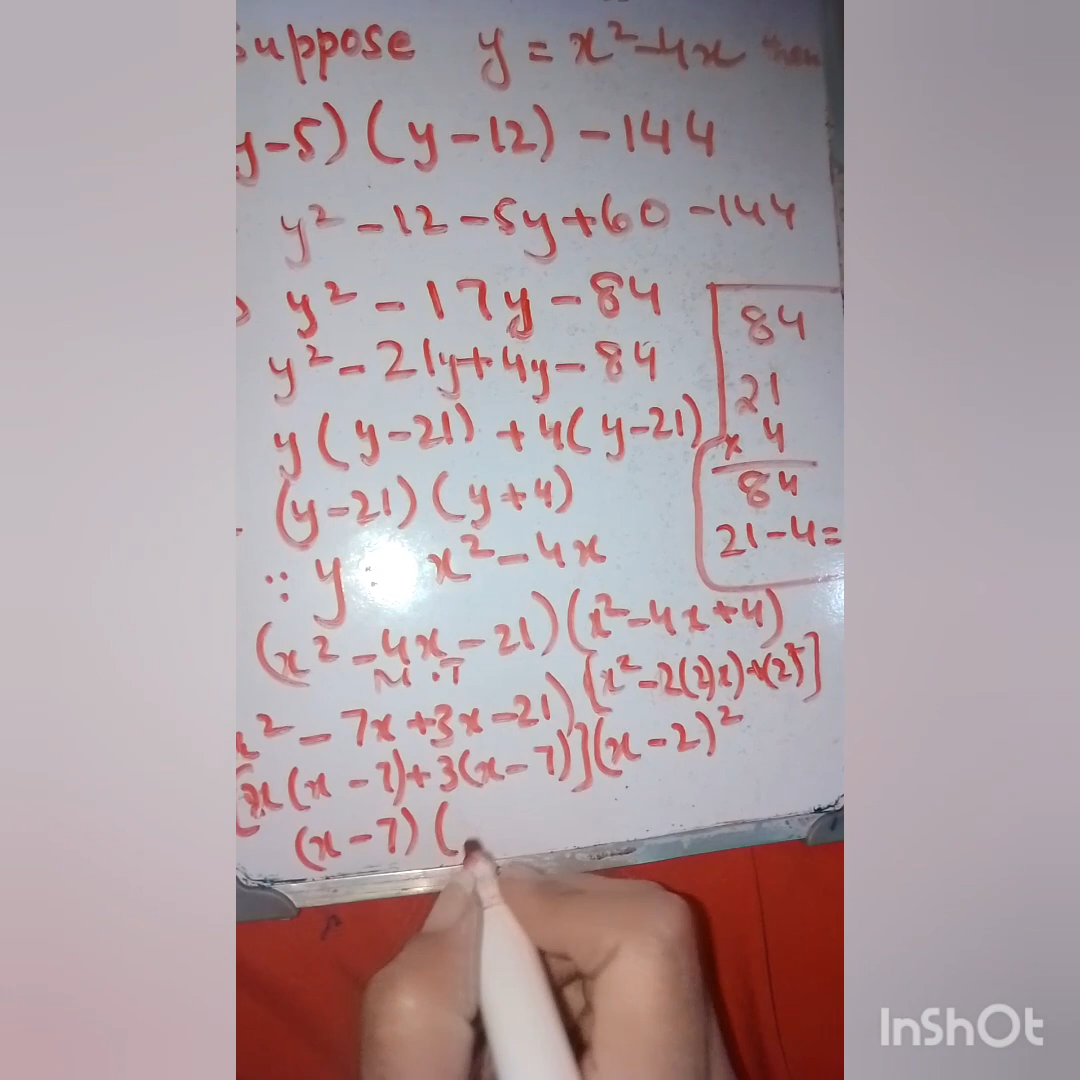 Suppose y = x² - 4x then
y-5) (y-12) - 144
y² - 12 - 5y + 60 - 144
y² - 17y - 84
y² - 21y + 4y - 84
y(y-21) + 4(y-21)
(y-21) (y+4)
∵ y = x² - 4x
(x² - 4x - 21) (x² - 4x + 4)
M.T
x² - 7x + 3x - 21) [x² - 2(2)x) + (2)²]
[x(x-7) + 3(x-7)] (x-2)²
(x-7) (
84
21
× 4
84
21 - 4 =
InShOt